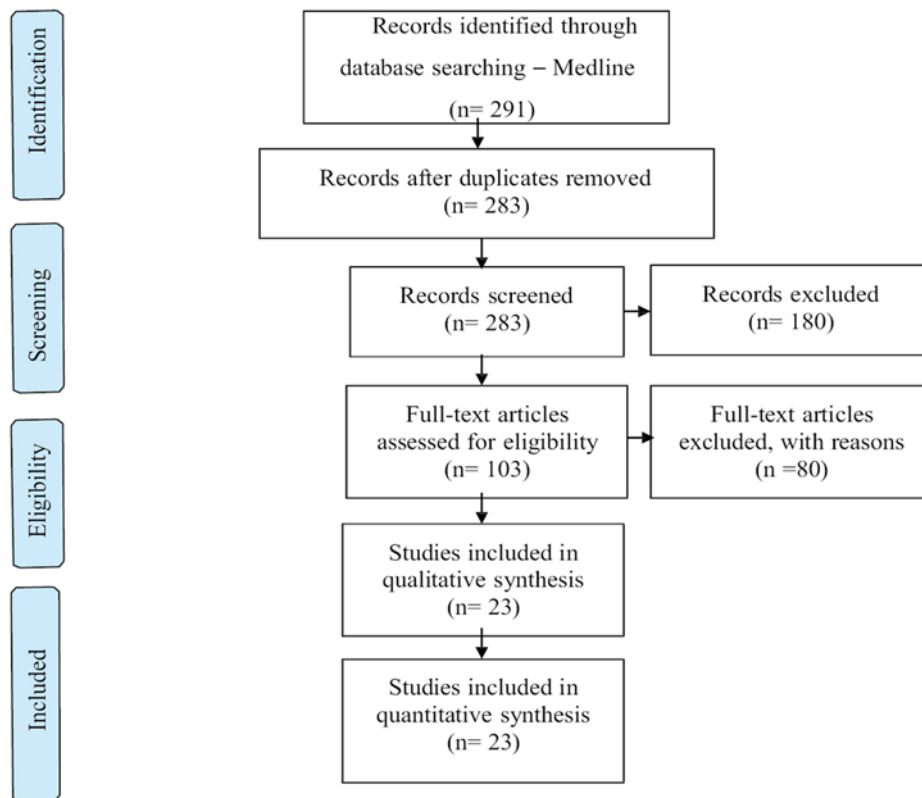 Identification
Records identified through
database searching – Medline
(n= 291)
Records after duplicates removed
(n= 283)
Screening
Records screened
(n= 283)
Records excluded
(n= 180)
Eligibility
Full-text articles
assessed for eligibility
(n= 103)
Full-text articles
excluded, with reasons
(n =80)
Studies included in
qualitative synthesis
(n= 23)
Included
Studies included in
quantitative synthesis
(n= 23)